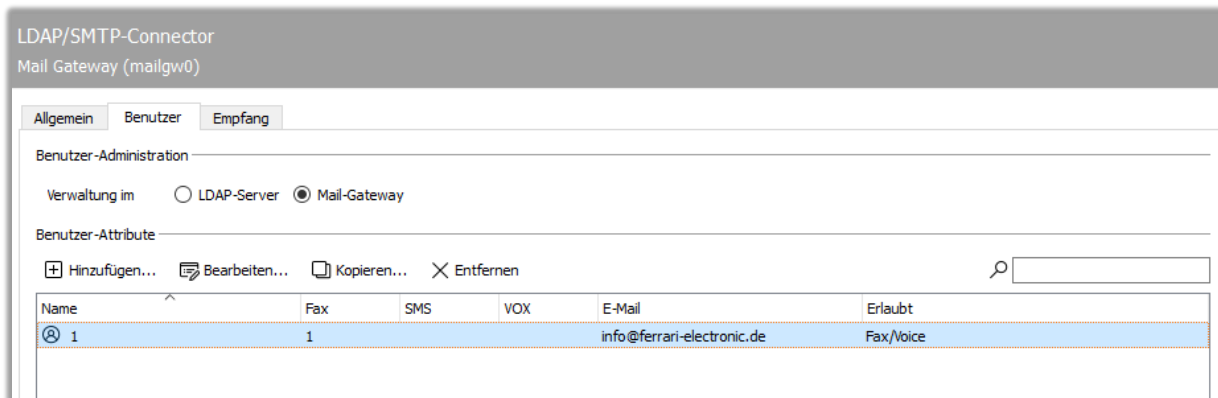 LDAP/SMTP-Connector
Mail Gateway (mailgw0)
Allgemein Benutzer Empfang
Benutzer-Administration
Verwaltung im LDAP-Server Mail-Gateway
Benutzer-Attribute
Hinzufügen... Bearbeiten... Kopieren... Entfernen
Name Fax SMS VOX E-Mail Erlaubt
1 1 info@ferrari-electronic.de Fax/Voice